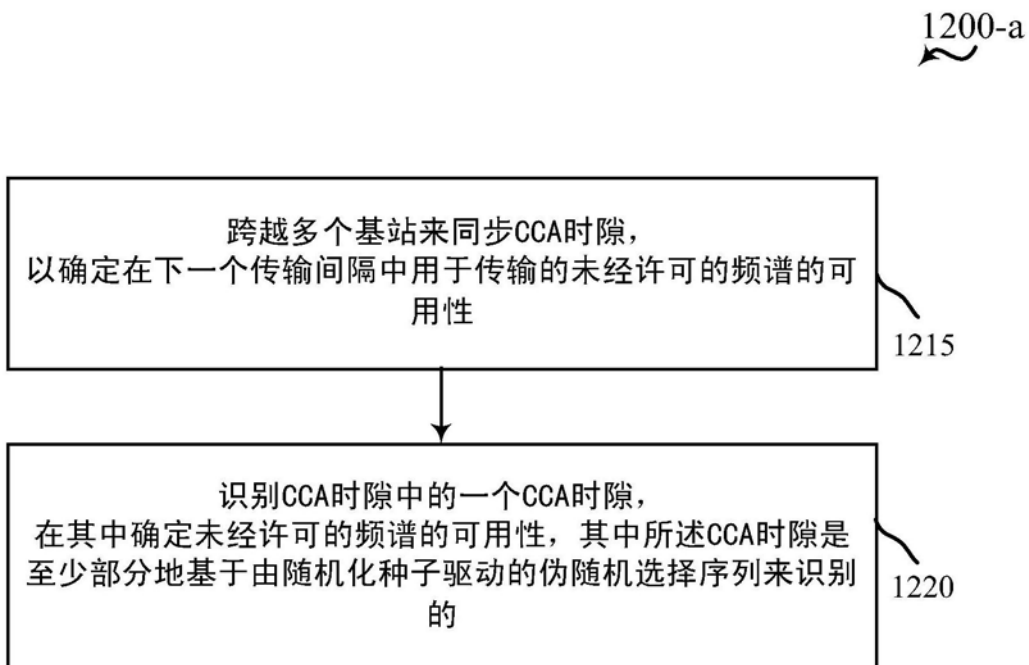 1200-a
跨越多个基站来同步CCA时隙，
以确定在下一个传输间隔中用于传输的未经许可的频谱的可
用性
1215
识别CCA时隙中的一个CCA时隙，
在其中确定未经许可的频谱的可用性，其中所述CCA时隙是
至少部分地基于由随机化种子驱动的伪随机选择序列来识别
的
1220